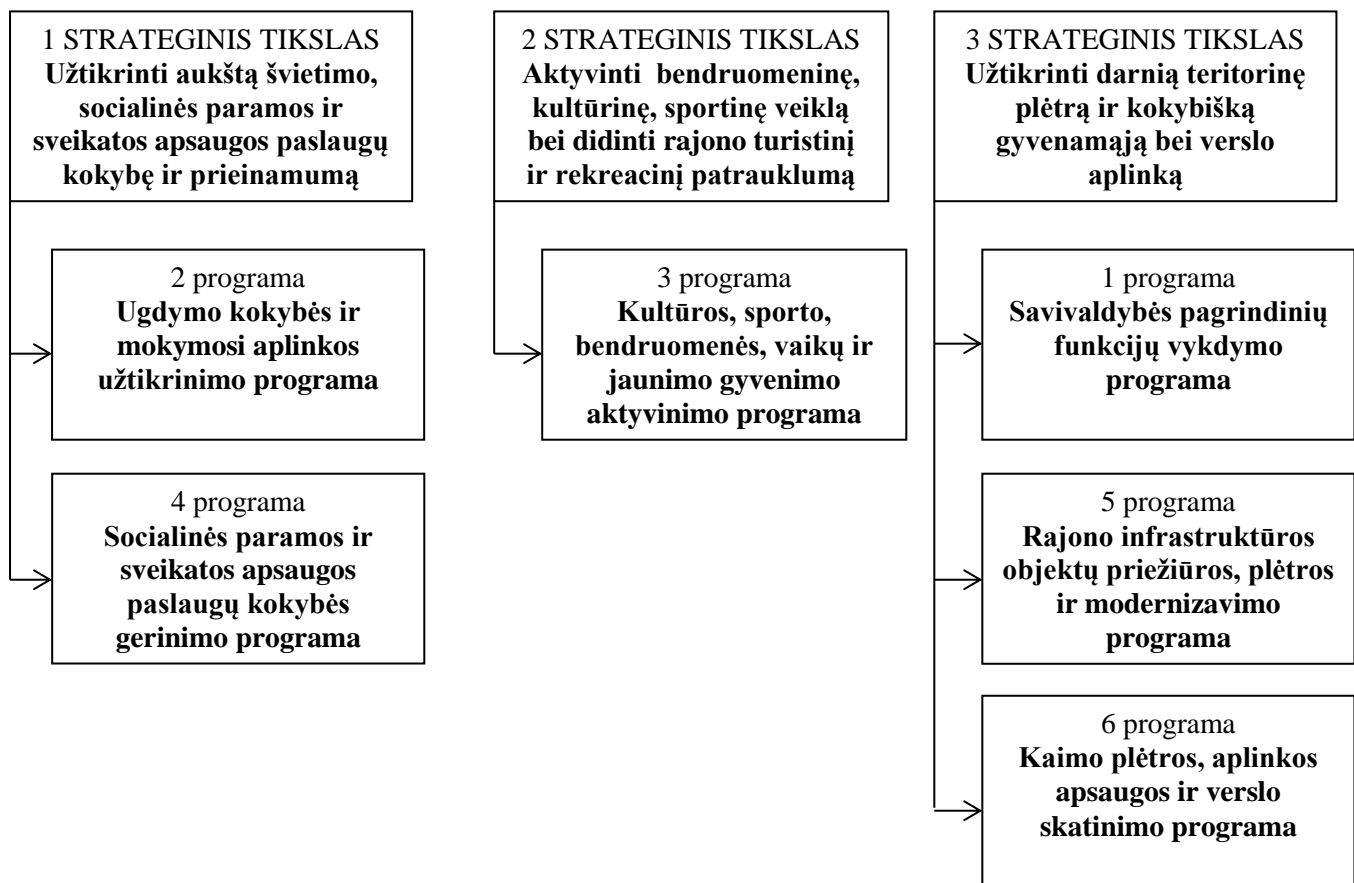 1 STRATEGINIS TIKSLAS
Užtikrinti aukštą švietimo,
socialinės paramos ir
sveikatos apsaugos paslaugų
kokybę ir prieinamumą
2 programa
Ugdymo kokybės ir
mokymosi aplinkos
užtikrinimo programa
4 programa
Socialinės paramos ir
sveikatos apsaugos
paslaugų kokybės
gerinimo programa
2 STRATEGINIS TIKSLAS
Aktyvinti bendruomeninę,
kultūrinę, sportinę veiklą
bei didinti rajono turistinį
ir rekreacinį patrauklumą
3 programa
Kultūros, sporto,
bendruomenės, vaikų ir
jaunimo gyvenimo
aktyvinimo programa
3 STRATEGINIS TIKSLAS
Užtikrinti darnią teritorinę
plėtrą ir kokybišką
gyvenamąją bei verslo
aplinką
1 programa
Savivaldybės pagrindinių
funkcijų vykdymo
programa
5 programa
Rajono infrastruktūros
objektų priežiūros, plėtros
ir modernizavimo
programa
6 programa
Kaimo plėtros, aplinkos
apsaugos ir verslo
skatinimo programa